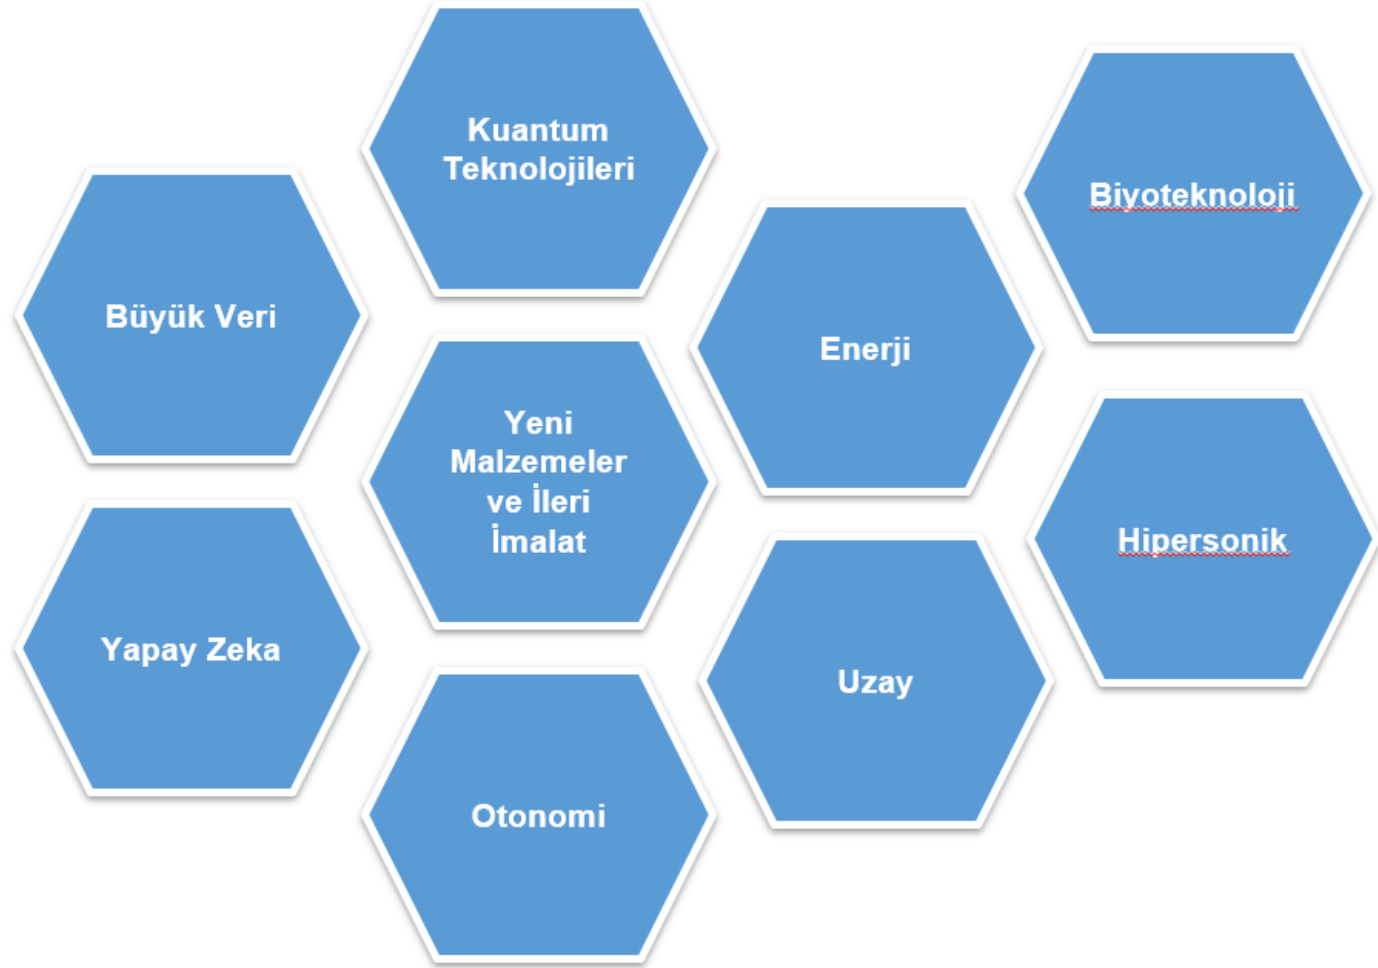 Kuantum
Teknolojileri
Biyoteknoloji
Büyük Veri
Enerji
Yeni
Malzemeler
ve İleri
İmalat
Hipersonik
Yapay Zeka
Uzay
Otonomi